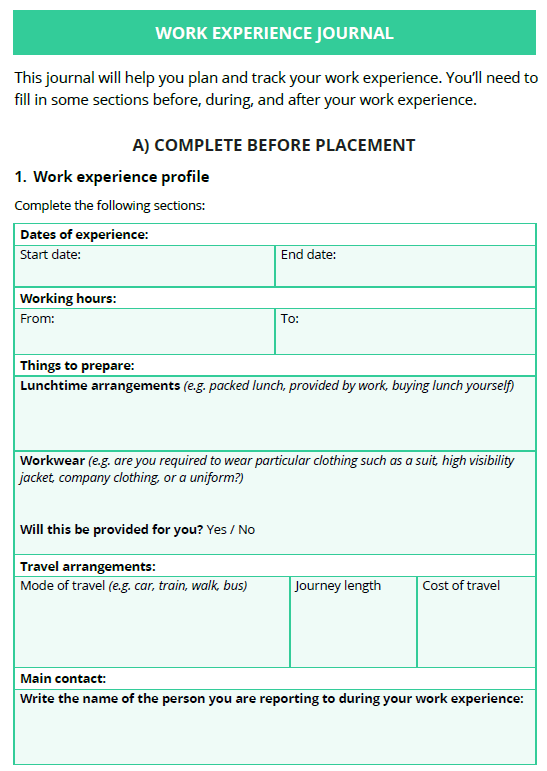 WORK EXPERIENCE JOURNAL
This journal will help you plan and track your work experience. You’ll need to
fill in some sections before, during, and after your work experience.
A) COMPLETE BEFORE PLACEMENT
1. Work experience profile
Complete the following sections:
Dates of experience:
Start date:
End date:
Working hours:
From:
To:
Things to prepare:
Lunchtime arrangements (e.g. packed lunch, provided by work, buying lunch yourself)
Workwear (e.g. are you required to wear particular clothing such as a suit, high visibility
jacket, company clothing, or a uniform?)
Will this be provided for you? Yes / No
Travel arrangements:
Mode of travel (e.g. car, train, walk, bus)
Journey length
Cost of travel
Main contact:
Write the name of the person you are reporting to during your work experience: